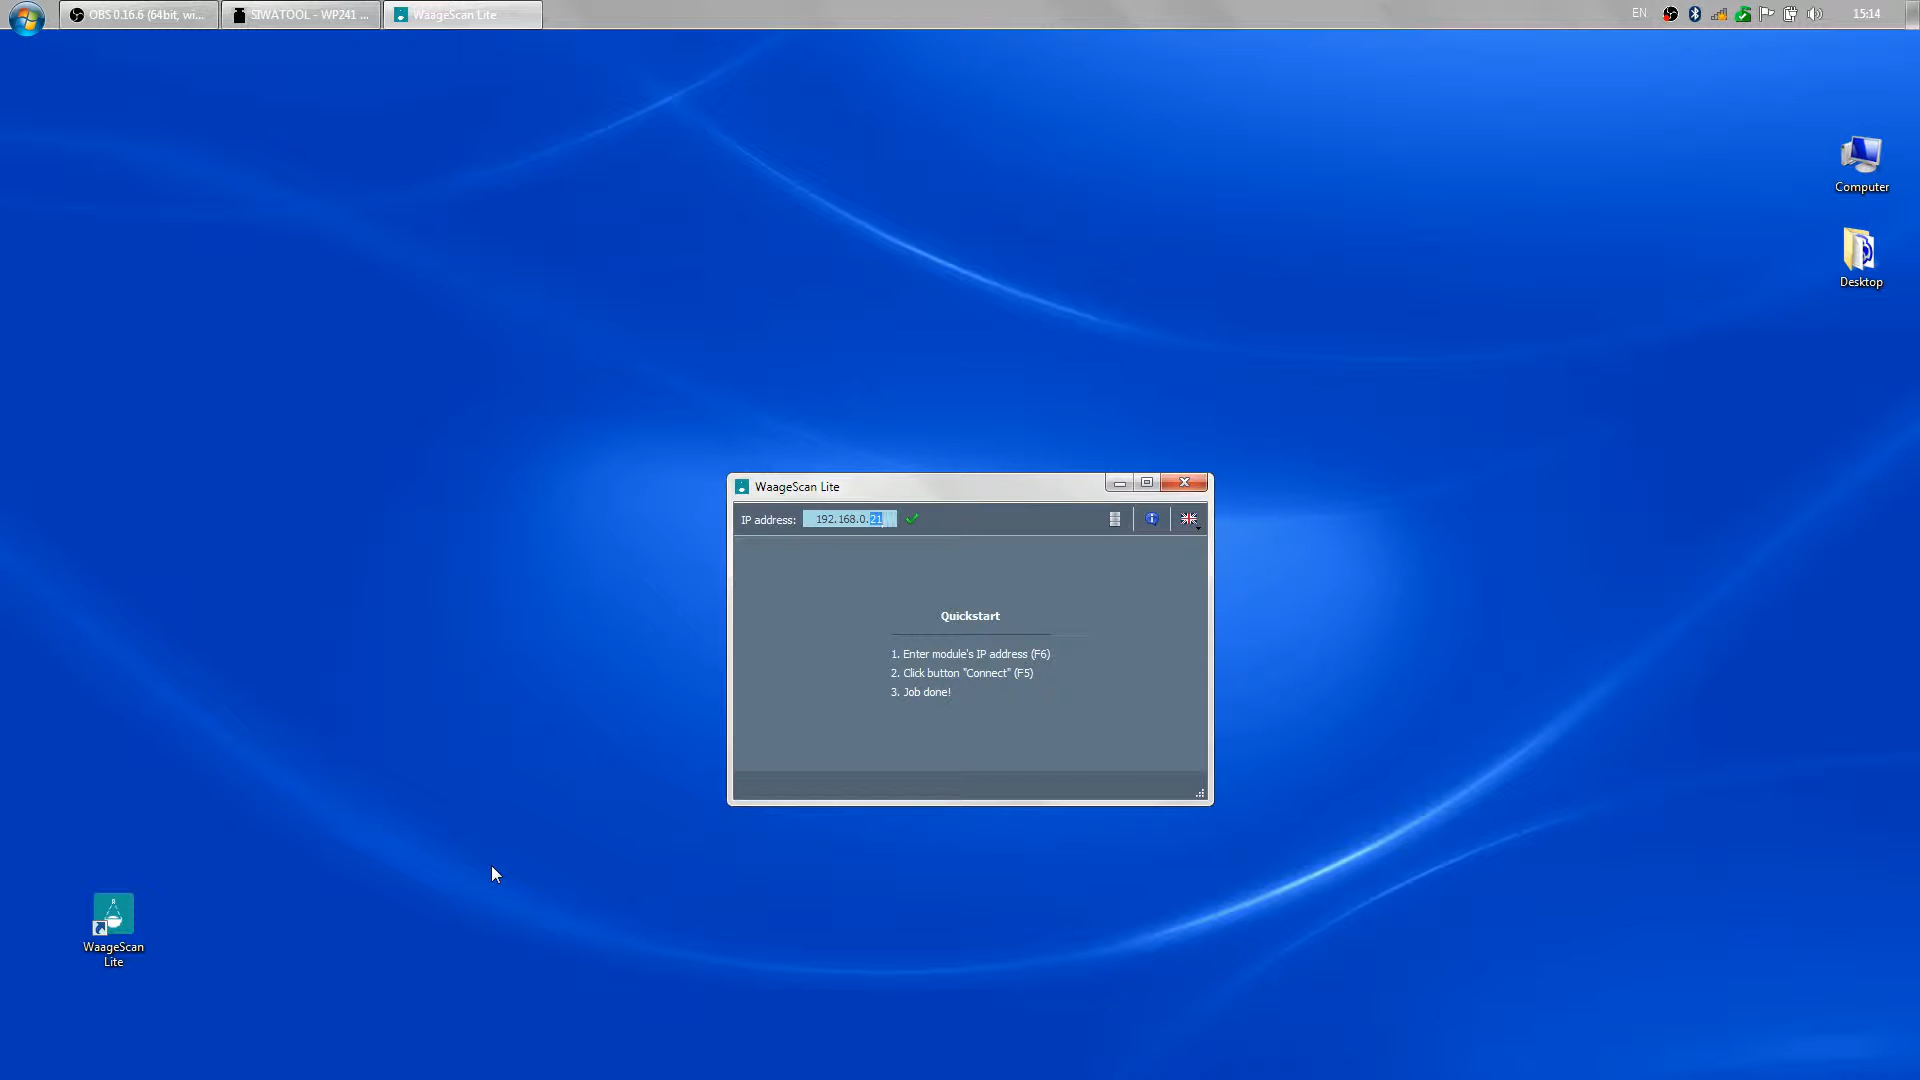 OBS 0.16.6 (64bit, wi...
SIWATOOL - WP241 ...
WaageScan Lite
EN
15:14
Computer
Desktop
WaageScan Lite
IP address:
192.168.0.21
Quickstart
1. Enter module's IP address (F6)
2. Click button "Connect" (F5)
3. Job done!
WaageScan
Lite